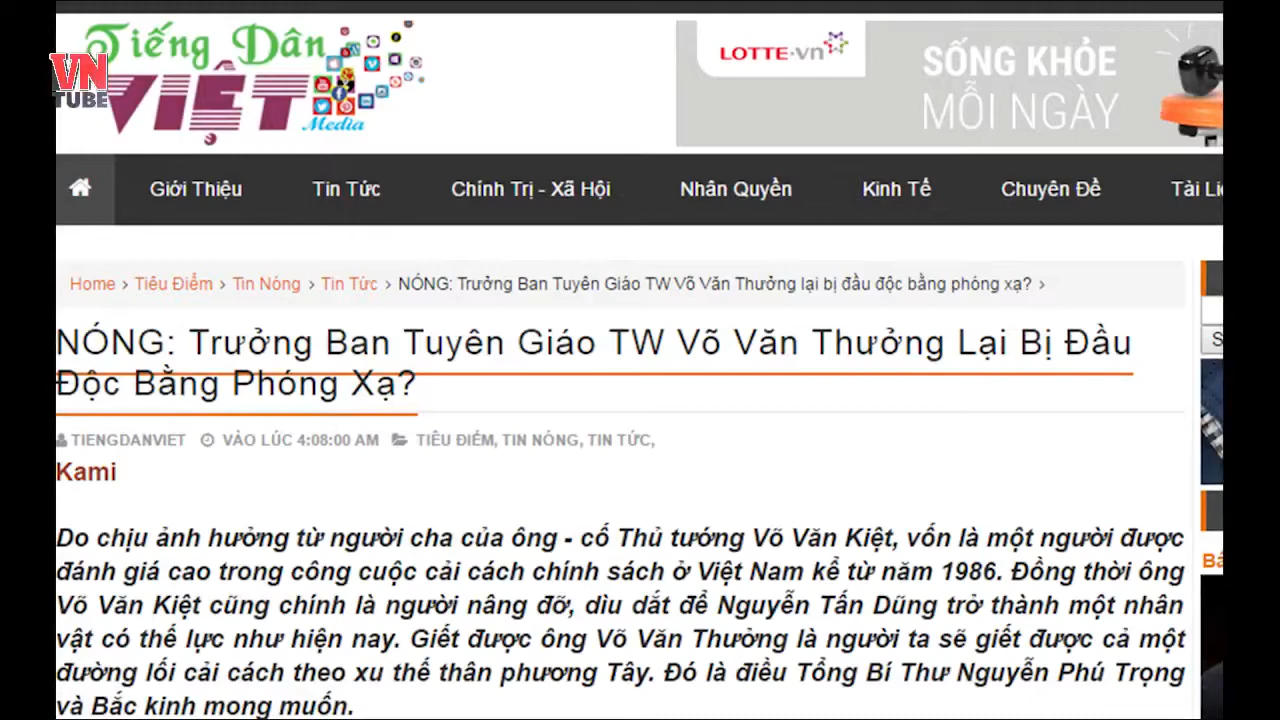 Tiếng Dân
VIỆT
Media
VN
TUBE
LOTTE.vn
SỐNG KHỎE
MỖI NGÀY
Giới Thiệu
Tin Tức
Chính Trị - Xã Hội
Nhân Quyền
Kinh Tế
Chuyên Đề
Tài Li
Home › Tiêu Điểm › Tin Nóng › Tin Tức › NÓNG: Trưởng Ban Tuyên Giáo TW Võ Văn Thưởng lại bị đầu độc bằng phóng xạ? ›
NÓNG: Trưởng Ban Tuyên Giáo TW Võ Văn Thưởng Lại Bị Đầu
Độc Bằng Phóng Xạ?
S
TIENGDANVIET VÀO LÚC 4:08:00 AM TIÊU ĐIỂM, TIN NÓNG, TIN TỨC,
Kami
Do chịu ảnh hưởng từ người cha của ông - cố Thủ tướng Võ Văn Kiệt, vốn là một người được
đánh giá cao trong công cuộc cải cách chính sách ở Việt Nam kể từ năm 1986. Đồng thời ông
Võ Văn Kiệt cũng chính là người nâng đỡ, dìu dắt để Nguyễn Tấn Dũng trở thành một nhân
vật có thế lực như hiện nay. Giết được ông Võ Văn Thưởng là người ta sẽ giết được cả một
đường lối cải cách theo xu thế thân phương Tây. Đó là điều Tổng Bí Thư Nguyễn Phú Trọng
và Bắc kinh mong muốn.